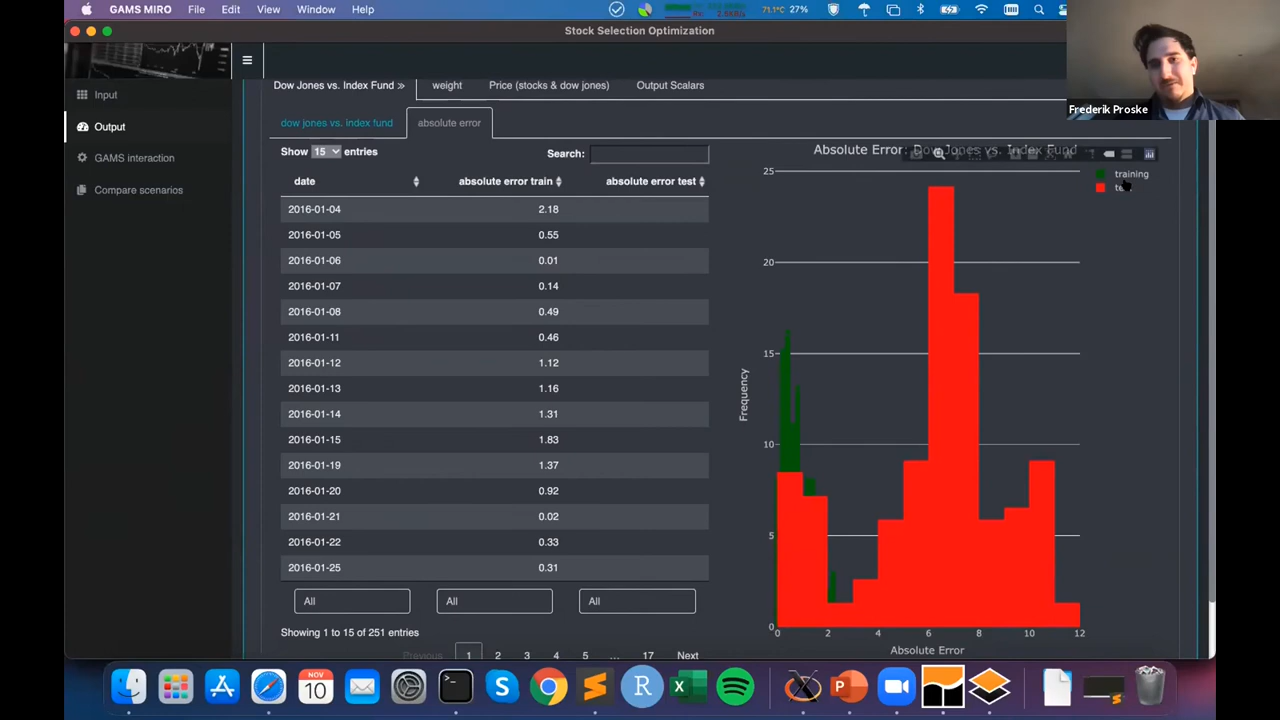 GAMS MIRO File Edit View Window Help
71.1°C 27%
Stock Selection Optimization
Frederik Proske
Input
Output
GAMS interaction
Compare scenarios
Dow Jones vs. Index Fund » weight Price (stocks & dow jones) Output Scalars
dow jones vs. index fund absolute error
Show 15 entries
Search:
date absolute error train absolute error test
2016-01-04 2.18
2016-01-05 0.55
2016-01-06 0.01
2016-01-07 0.14
2016-01-08 0.49
2016-01-11 0.46
2016-01-12 1.12
2016-01-13 1.16
2016-01-14 1.31
2016-01-15 1.83
2016-01-19 1.37
2016-01-20 0.92
2016-01-21 0.02
2016-01-22 0.33
2016-01-25 0.31
All All All
Showing 1 to 15 of 251 entries
Previous 1 2 3 4 5 ... 17 Next
Absolute Error: Dow Jones vs. Index Fund
training
25
20
15
10
5
0
Frequency
0 2 4 6 8 10 12
Absolute Error
NOV
10